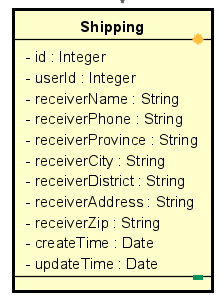 Shipping
- id : Integer
- userId : Integer
- receiverName : String
- receiverPhone : String
- receiverProvince : String
- receiverCity : String
- receiverDistrict : String
- receiverAddress : String
- receiverZip : String
- createTime : Date
- updateTime : Date